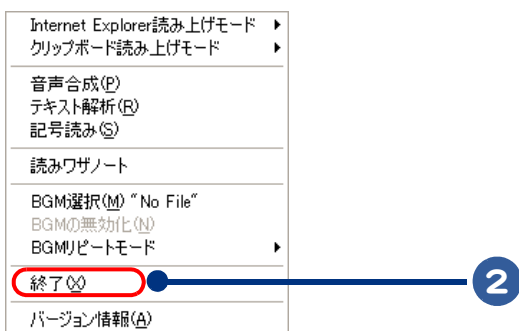 Internet Explorer読み上げモード
クリップボード読み上げモード
音声合成(P)
テキスト解析(R)
記号読み(S)
読みワザノート
BGM選択(M) "No File"
BGMの無効化(N)
BGMリピートモード
終了(X)
2
バージョン情報(A)